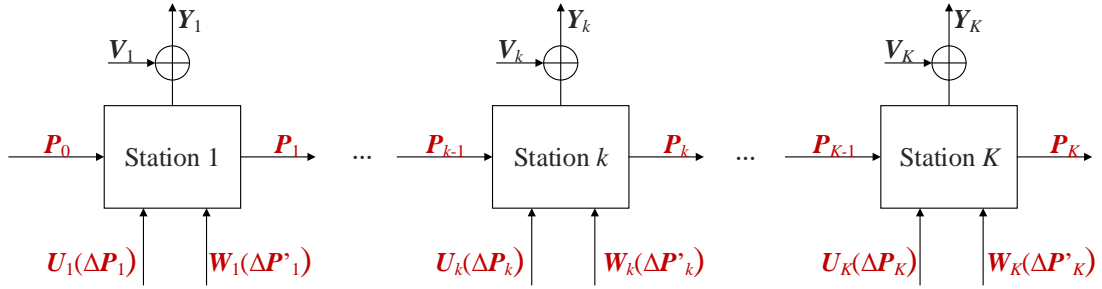 Y1 Yk YK
V1 Vk VK
P0 Station 1 P1 ... Pk-1 Station k Pk ... PK-1 Station K PK
U1(ΔP1) W1(ΔP'1) Uk(ΔPk) Wk(ΔP'k) UK(ΔPK) WK(ΔP'K)